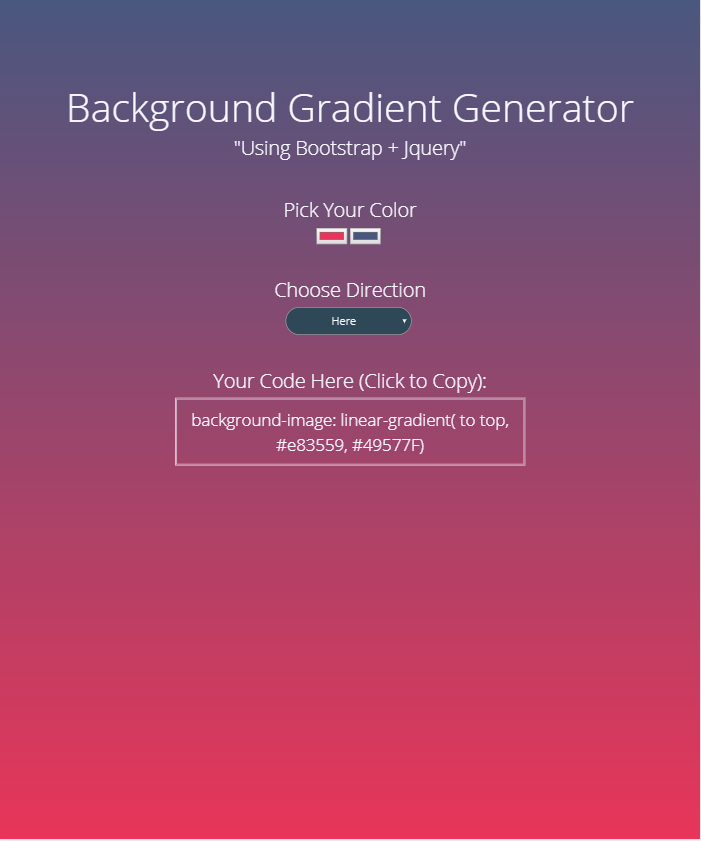 Background Gradient Generator
"Using Bootstrap + Jquery"
Pick Your Color
Choose Direction
Here
Your Code Here (Click to Copy):
background-image: linear-gradient( to top,
#e83559, #49577F)